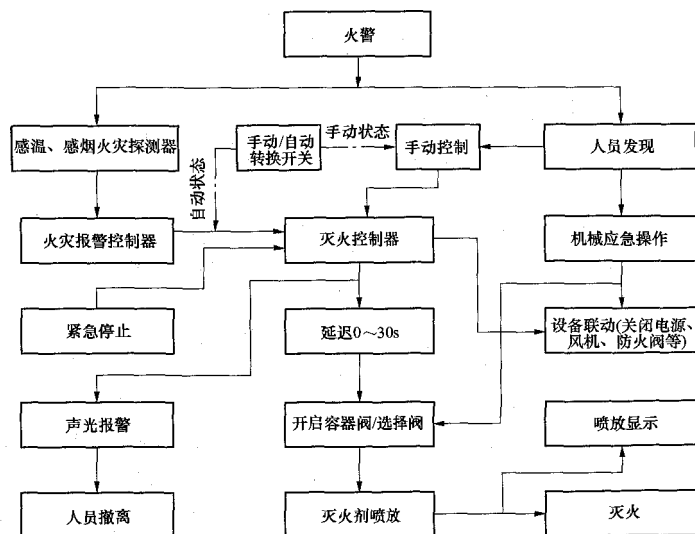 火警
感温、感烟火灾探测器
手动/自动
转换开关
手动状态
手动控制
人员发现
自动状态
火灾报警控制器
灭火控制器
机械应急操作
紧急停止
延迟0～30s
设备联动(关闭电源、
风机、防火阀等)
声光报警
开启容器阀/选择阀
喷放显示
人员撤离
灭火剂喷放
灭火